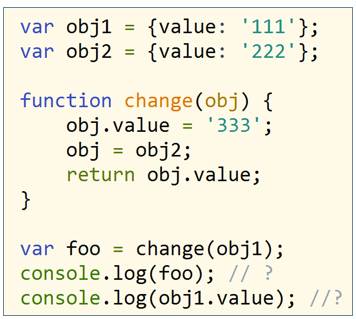 var obj1 = {value: '111'};
var obj2 = {value: '222'};
function change(obj) {
obj.value = '333';
obj = obj2;
return obj.value;
}
var foo = change(obj1);
console.log(foo); // ?
console.log(obj1.value); //?